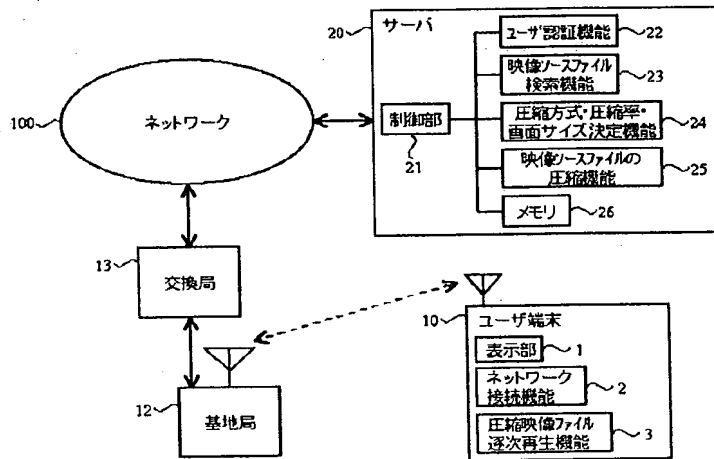 20
サーバ
ユーザ認証機能
22
映像ソースファイル
検索機能
23
制御部
21
圧縮方式・圧縮率・
画面サイズ決定機能
24
映像ソースファイルの
圧縮機能
25
メモリ
26
100
ネットワーク
13
交換局
12
基地局
10
ユーザ端末
表示部
1
ネットワーク
接続機能
2
圧縮映像ファイル
逐次再生機能
3